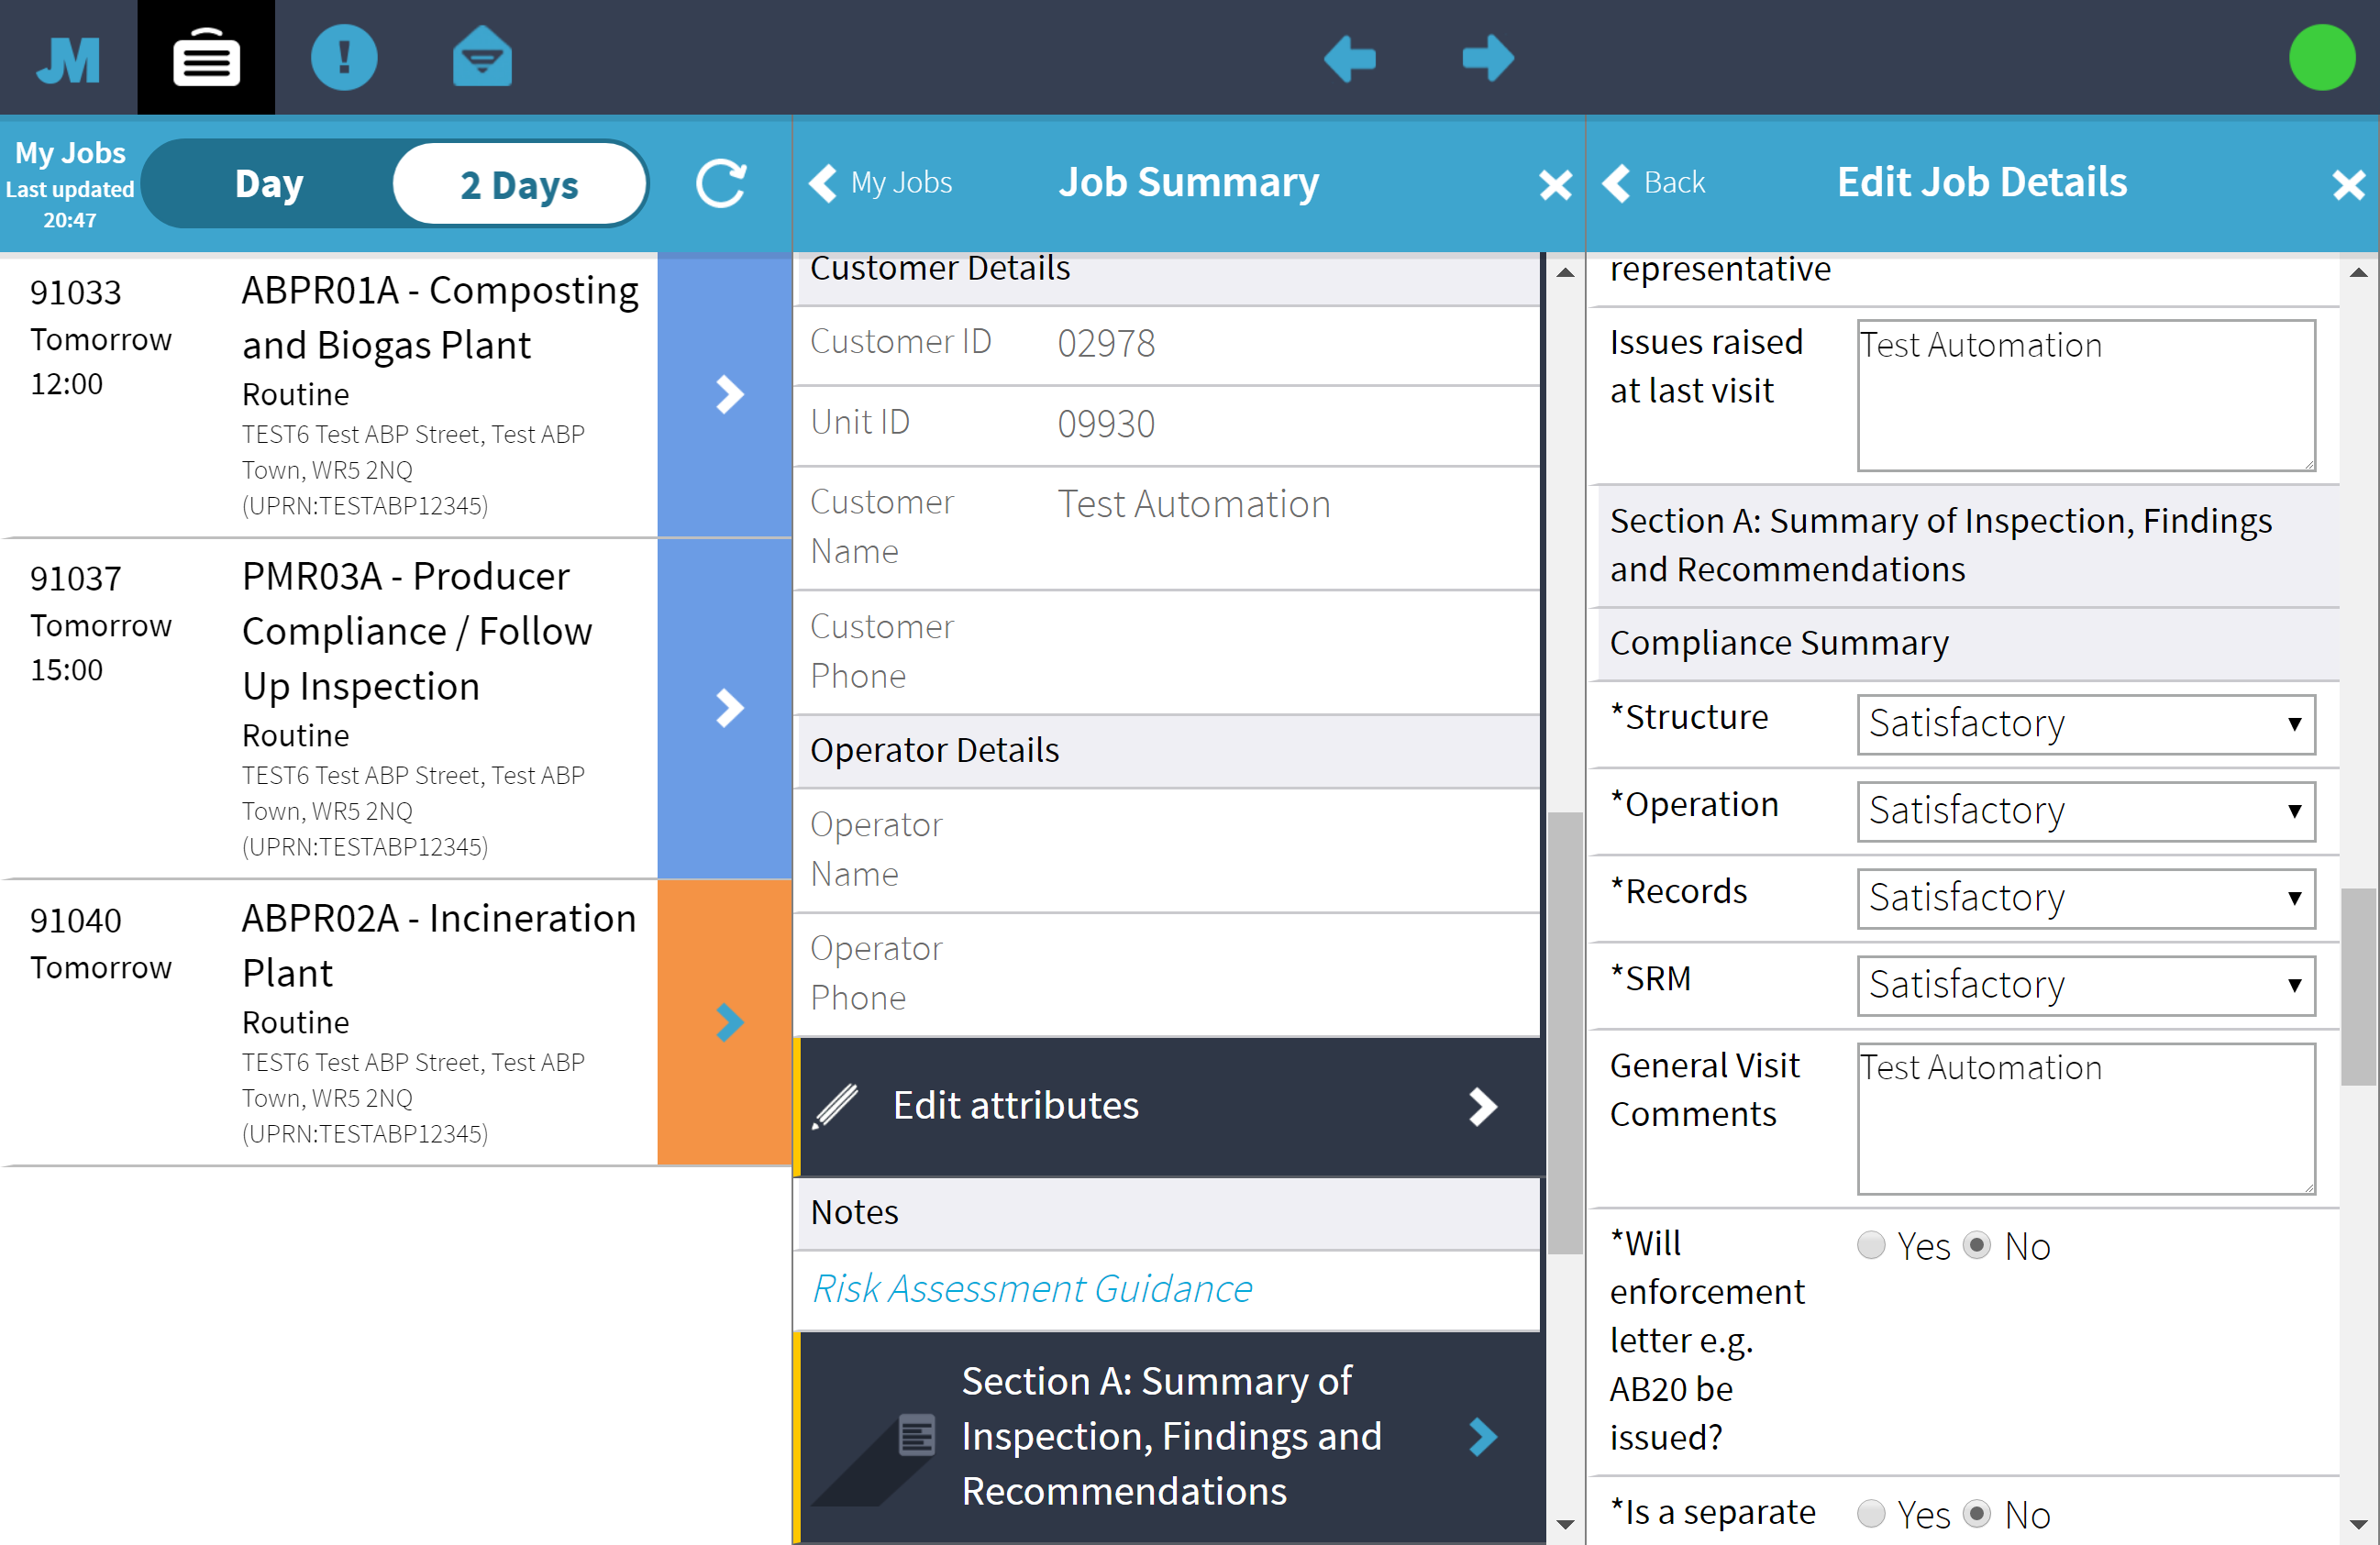 JM
My Jobs
Last updated
20:47
Day
2 Days
My Jobs
Job Summary
Back
Edit Job Details
91033
Tomorrow
12:00
ABPR01A - Composting
and Biogas Plant
Routine
TEST6 Test ABP Street, Test ABP
Town, WR5 2NQ
(UPRN:TESTABP12345)
91037
Tomorrow
15:00
PMR03A - Producer
Compliance / Follow
Up Inspection
Routine
TEST6 Test ABP Street, Test ABP
Town, WR5 2NQ
(UPRN:TESTABP12345)
91040
Tomorrow
ABPR02A - Incineration
Plant
Routine
TEST6 Test ABP Street, Test ABP
Town, WR5 2NQ
(UPRN:TESTABP12345)
Customer Details
Customer ID 02978
Unit ID 09930
Customer
Name
Test Automation
Customer
Phone
Operator Details
Operator
Name
Operator
Phone
Edit attributes
Notes
Risk Assessment Guidance
Section A: Summary of
Inspection, Findings and
Recommendations
representative
Issues raised
at last visit
Test Automation
Section A: Summary of Inspection, Findings
and Recommendations
Compliance Summary
*Structure Satisfactory
*Operation Satisfactory
*Records Satisfactory
*SRM Satisfactory
General Visit
Comments
Test Automation
*Will
enforcement
letter e.g.
AB20 be
issued?
Yes No
*Is a separate Yes No